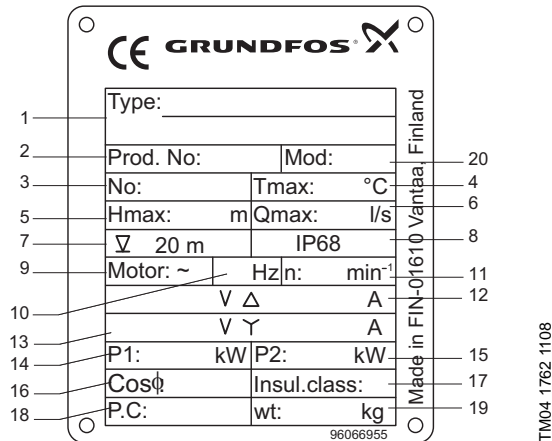 CE GRUNDFOS
1 Type:
2 Prod. No: Mod: 20
3 No: Tmax: °C 4
5 Hmax: m Qmax: l/s 6
7 ∇ 20 m IP68 8
9 Motor: ~ Hz n: min⁻¹ 11
10 V △ A 12
13 V Y A
14 P1: kW P2: kW 15
16 Cosϕ: Insul.class: 17
18 P.C: wt: kg 19
96066955
Made in FIN-01610 Vantaa, Finland
TM04 1762 1108